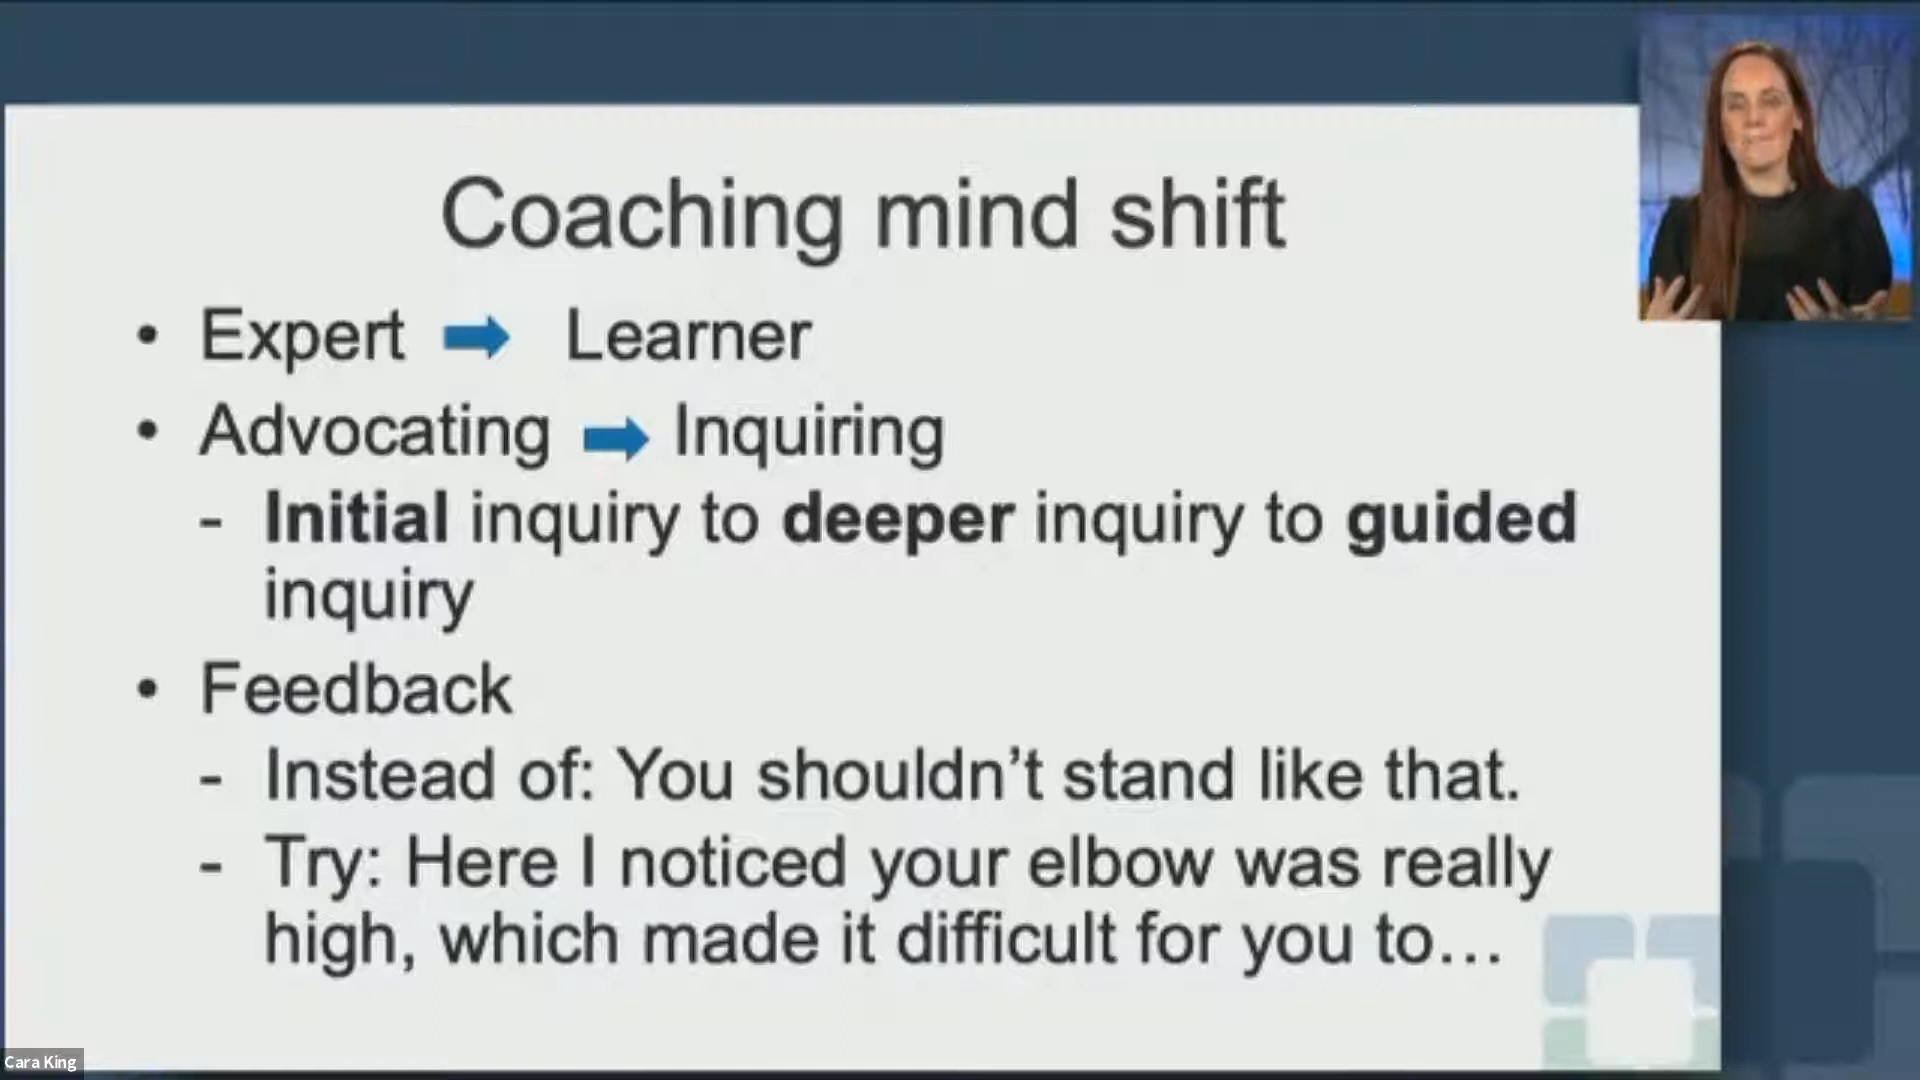 Coaching mind shift
• Expert ➡ Learner
• Advocating ➡ Inquiring
- Initial inquiry to deeper inquiry to guided
inquiry
• Feedback
- Instead of: You shouldn’t stand like that.
- Try: Here I noticed your elbow was really
high, which made it difficult for you to…
Cara King